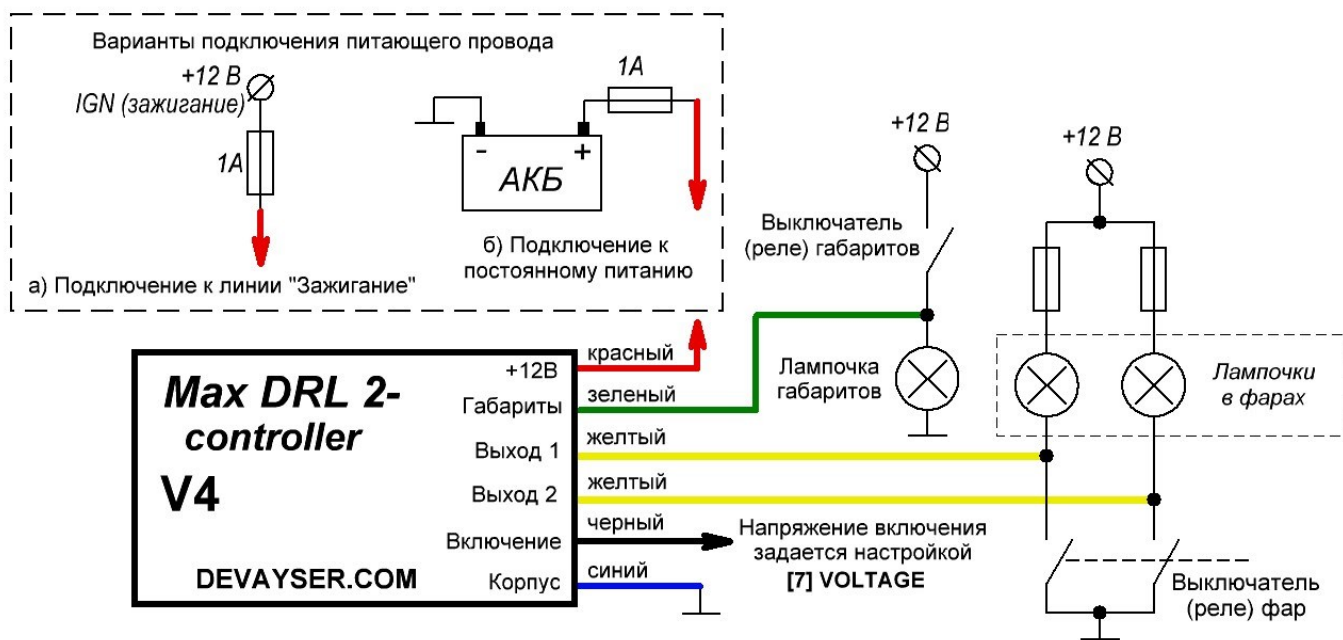 Варианты подключения питающего провода
+12 В
IGN (зажигание)
1А
1А
- +
АКБ
а) Подключение к линии "Зажигание"
б) Подключение к
постоянному питанию
+12 В
Выключатель
(реле) габаритов
Лампочка
габаритов
+12 В
Лампочки
в фарах
Выключатель
(реле) фар
Max DRL 2-
controller
V4
DEVAYSER.COM
+12В
Габариты
Выход 1
Выход 2
Включение
Корпус
красный
зеленый
желтый
желтый
черный
синий
Напряжение включения
задается настройкой
[7] VOLTAGE